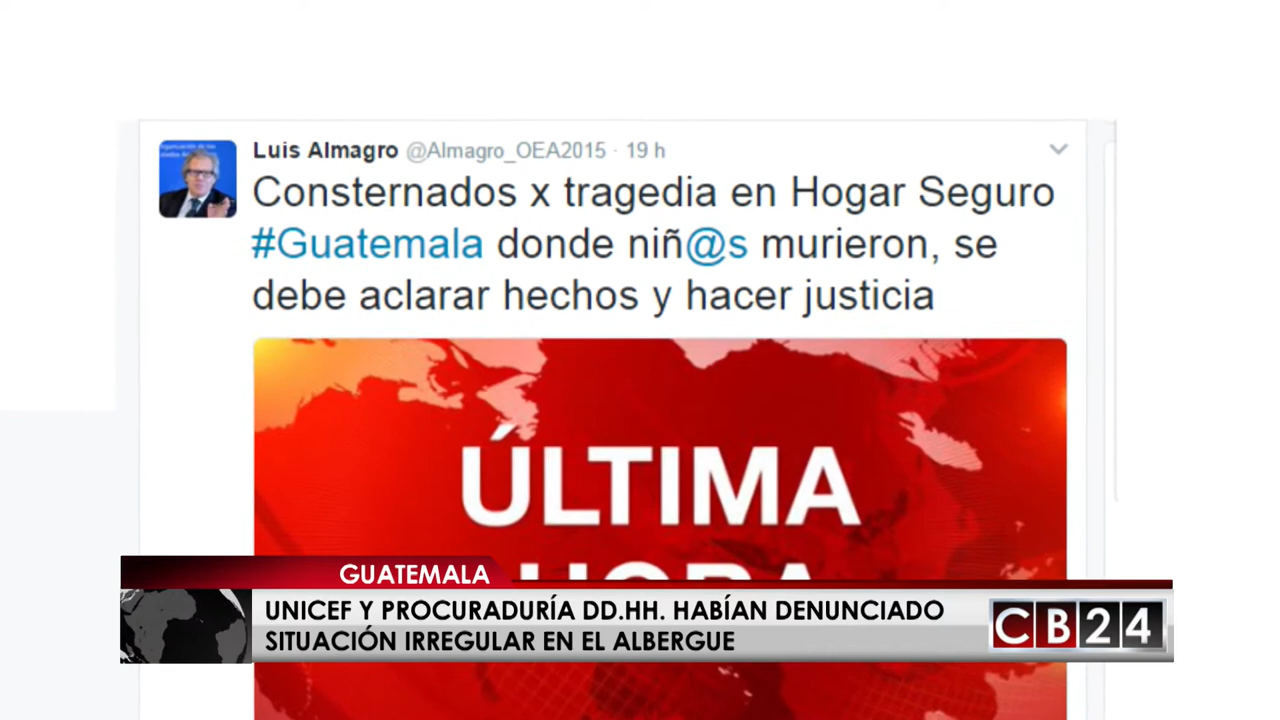 Luis Almagro @Almagro_OEA2015 · 19 h
Consternados x tragedia en Hogar Seguro
#Guatemala donde niñ@s murieron, se
debe aclarar hechos y hacer justicia
ÚLTIMA
HORA
GUATEMALA
UNICEF Y PROCURADURÍA DD.HH. HABÍAN DENUNCIADO
SITUACIÓN IRREGULAR EN EL ALBERGUE
CB24